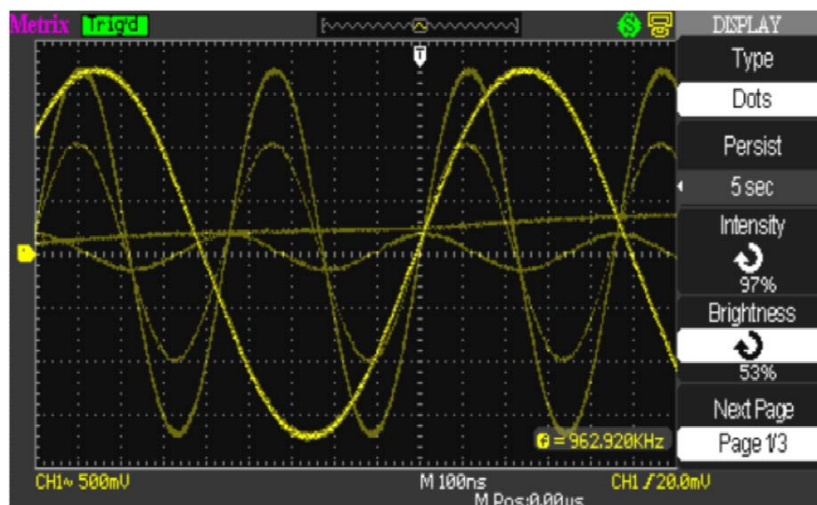 Metrix Trig'd
T
DISPLAY
Type
Dots
Persist
5 sec
Intensity
97%
Brightness
53%
Next Page
Page 1/3
f = 962.920KHz
CH1~ 500mV M 100ns CH1 / 20.0mV
M Pos:0.00μs